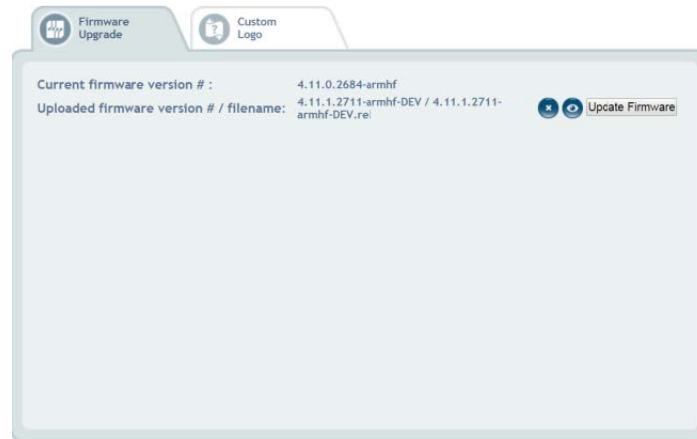 Firmware
Upgrade
Custom
Logo
Current firmware version # :
4.11.0.2684-armhf
Uploaded firmware version # / filename:
4.11.1.2711-armhf-DEV / 4.11.1.2711-
armhf-DEV.rel
Update Firmware